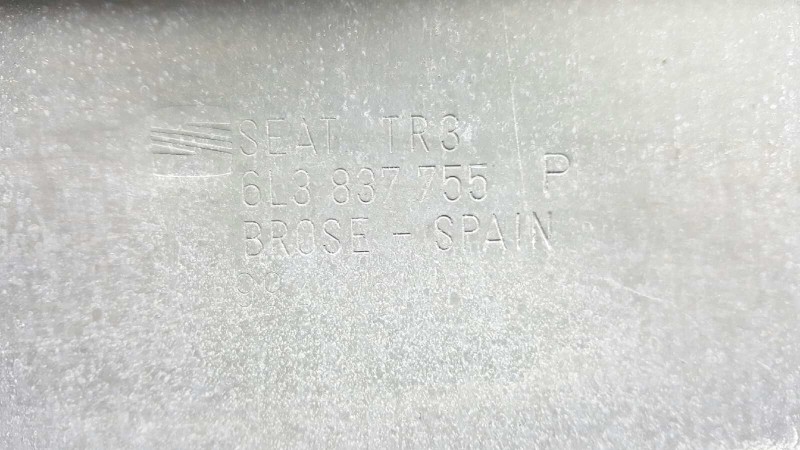 SEAT TR3
6L3 837 755 P
BROSE - SPAIN